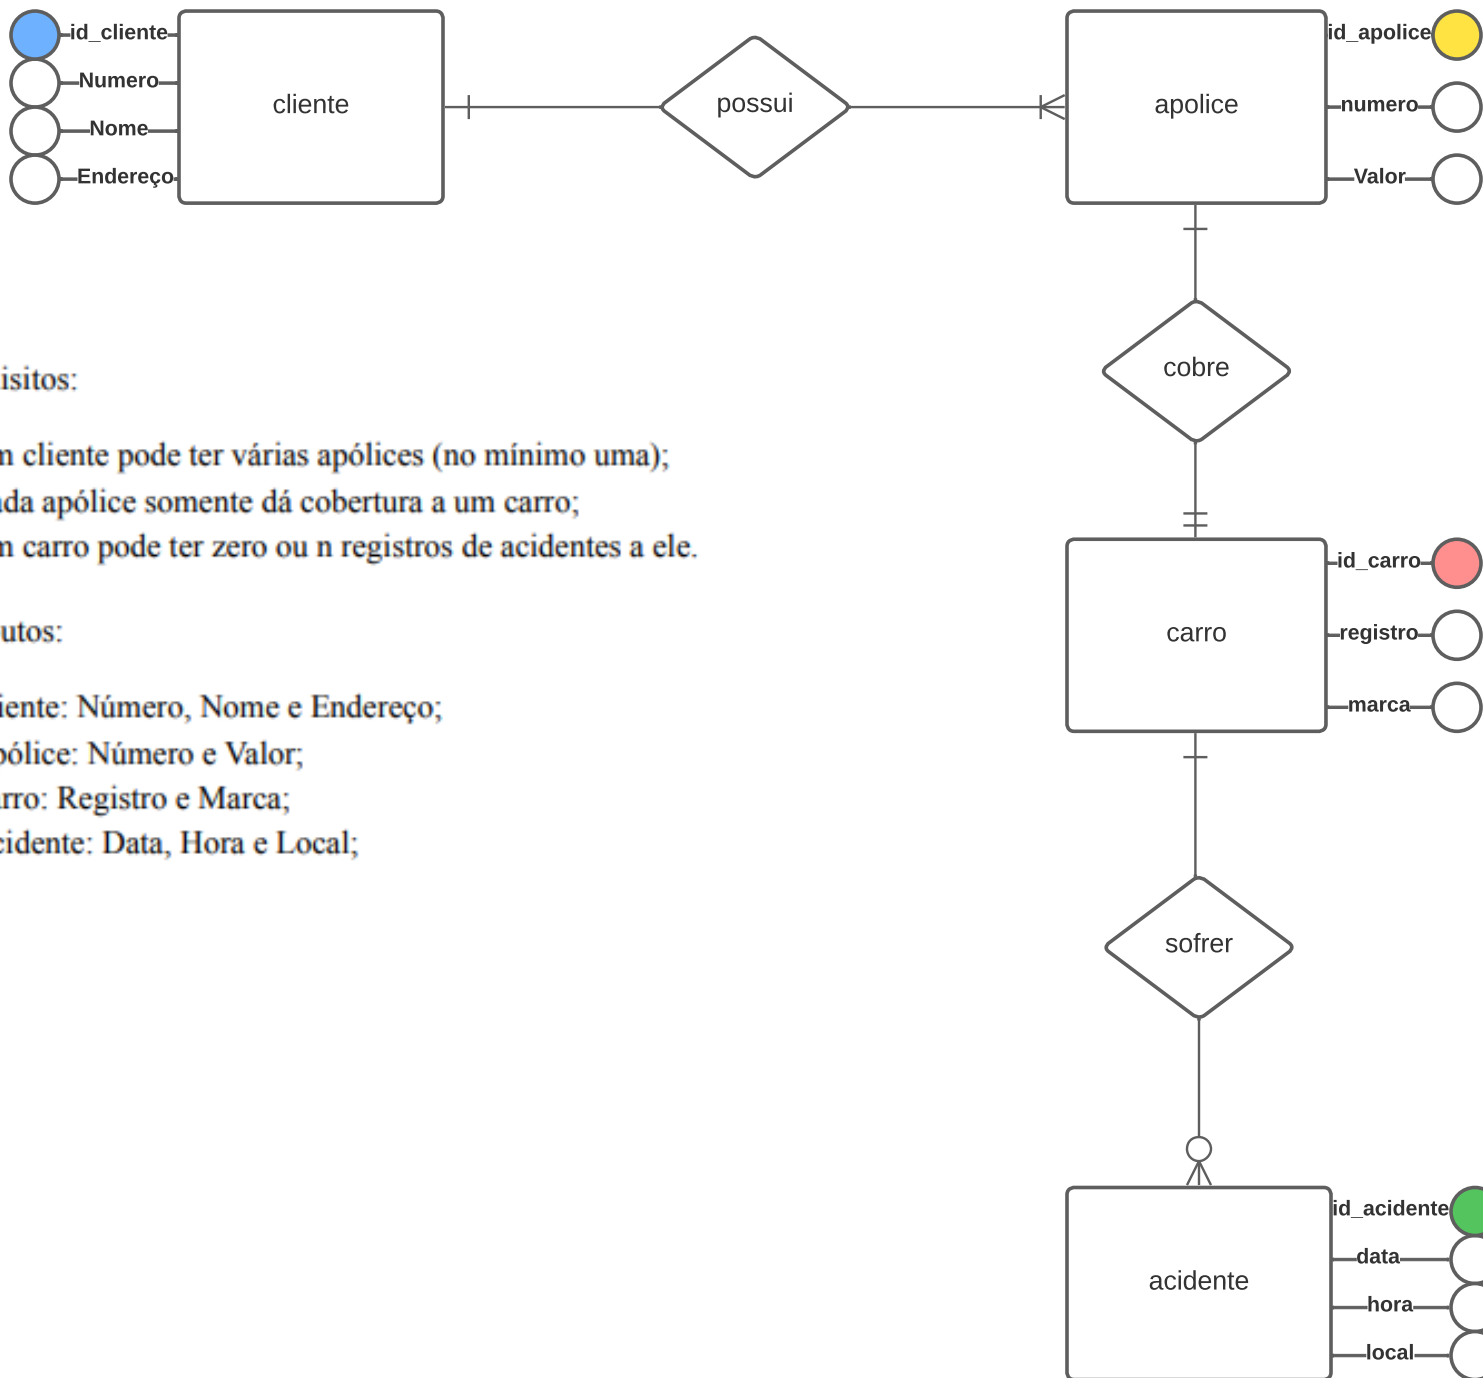 id_cliente
Numero
Nome
Endereço
cliente
possui
apolice
id_apolice
numero
Valor
cobre
isitos:
m cliente pode ter várias apólices (no mínimo uma);
da apólice somente dá cobertura a um carro;
m carro pode ter zero ou n registros de acidentes a ele.
carro
id_carro
registro
marca
utos:
iente: Número, Nome e Endereço;
pólice: Número e Valor;
arro: Registro e Marca;
cidente: Data, Hora e Local;
sofrer
acidente
id_acidente
data
hora
local